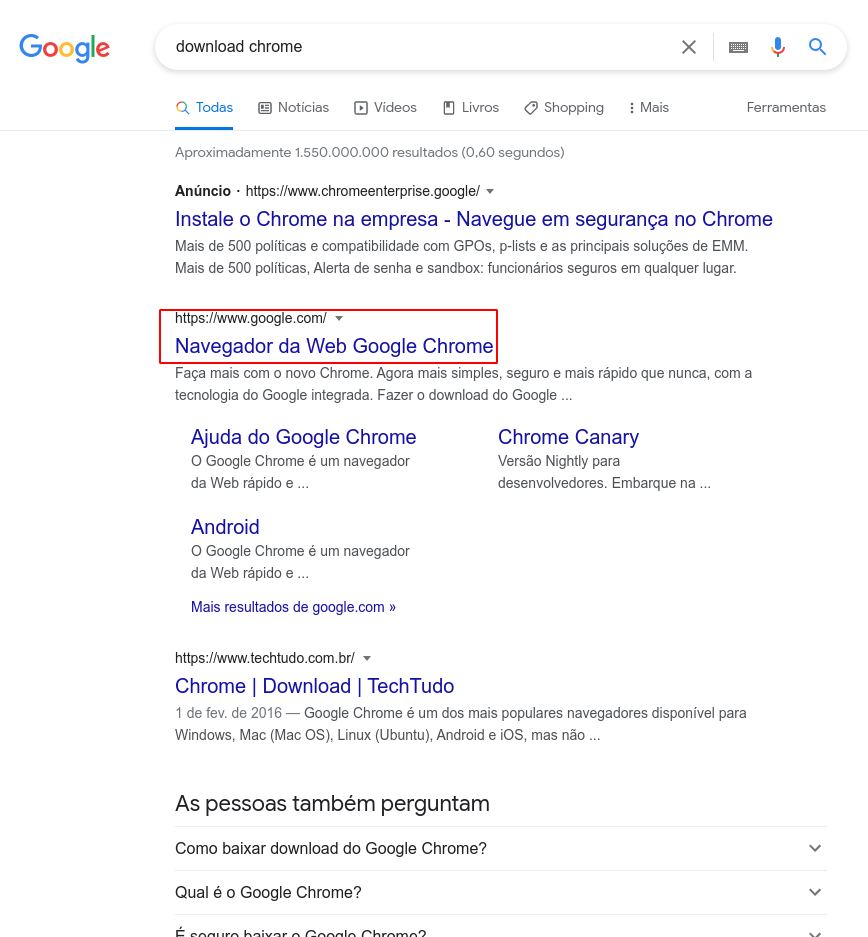 Google
download chrome
Todas Notícias Vídeos Livros Shopping Mais Ferramentas
Aproximadamente 1.550.000.000 resultados (0,60 segundos)
Anúncio · https://www.chromeenterprise.google/
Instale o Chrome na empresa - Navegue em segurança no Chrome
Mais de 500 políticas e compatibilidade com GPOs, p-lists e as principais soluções de EMM.
Mais de 500 políticas, Alerta de senha e sandbox: funcionários seguros em qualquer lugar.
https://www.google.com/
Navegador da Web Google Chrome
Faça mais com o novo Chrome. Agora mais simples, seguro e mais rápido que nunca, com a
tecnologia do Google integrada. Fazer o download do Google ...
Ajuda do Google Chrome
O Google Chrome é um navegador
da Web rápido e ...
Chrome Canary
Versão Nightly para
desenvolvedores. Embarque na ...
Android
O Google Chrome é um navegador
da Web rápido e ...
Mais resultados de google.com »
https://www.techtudo.com.br/
Chrome | Download | TechTudo
1 de fev. de 2016 — Google Chrome é um dos mais populares navegadores disponível para
Windows, Mac (Mac OS), Linux (Ubuntu), Android e iOS, mas não ...
As pessoas também perguntam
Como baixar download do Google Chrome?
Qual é o Google Chrome?
É seguro baixar o Google Chrome?